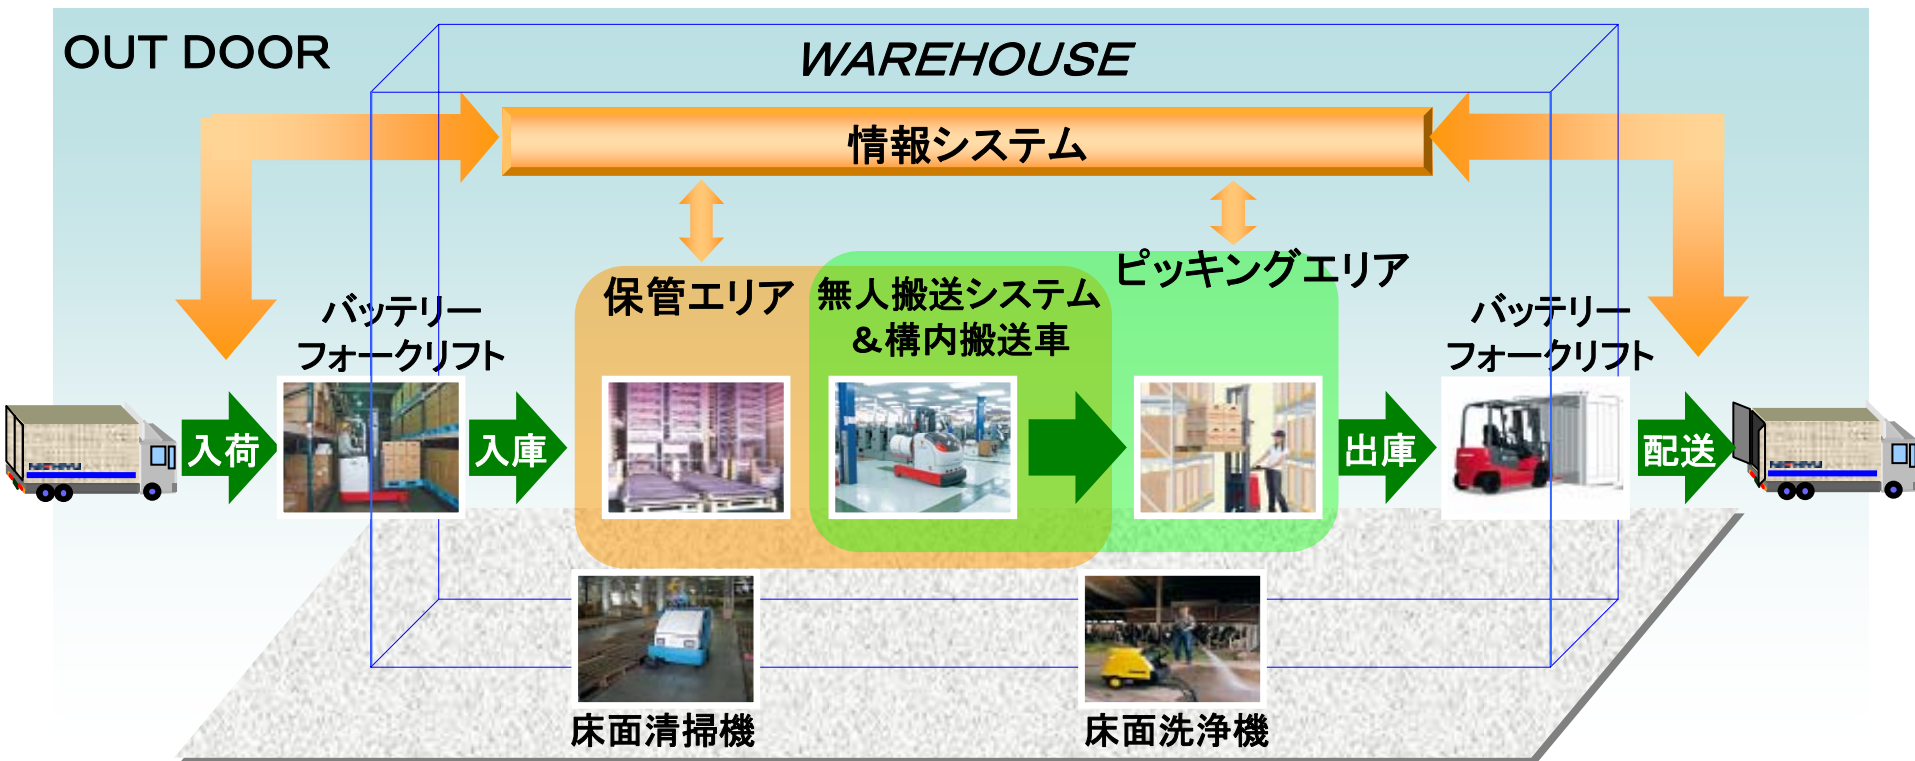 OUT DOOR
WAREHOUSE
情報システム
保管エリア
無人搬送システム
&構内搬送車
ピッキングエリア
バッテリー
フォークリフト
バッテリー
フォークリフト
入荷
入庫
出庫
配送
NICHIYU
NICHIYU
床面清掃機
床面洗浄機